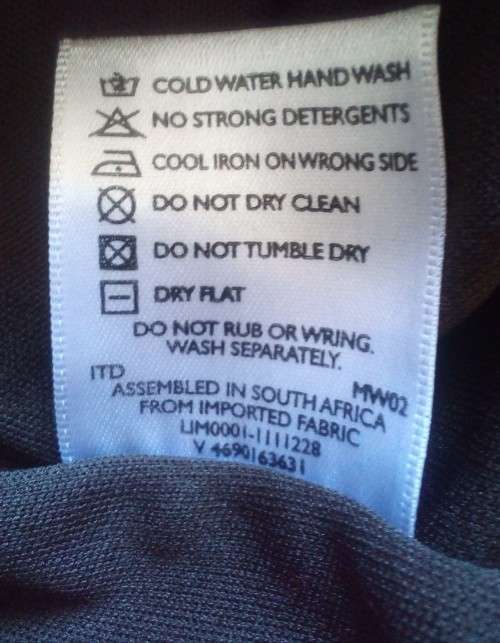 COLD WATER HAND WASH
NO STRONG DETERGENTS
COOL IRON ON WRONG SIDE
DO NOT DRY CLEAN
DO NOT TUMBLE DRY
DRY FLAT
DO NOT RUB OR WRING.
WASH SEPARATELY.
ITD MW02
ASSEMBLED IN SOUTH AFRICA
FROM IMPORTED FABRIC
LIM0001-1111228
V 4690163631